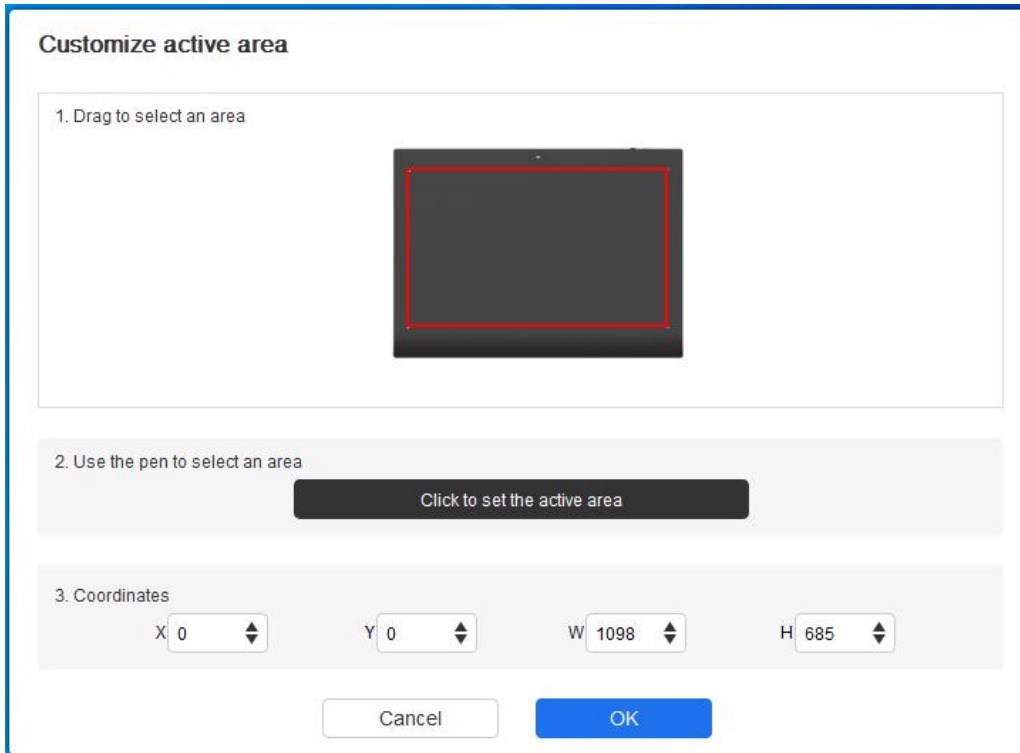 Customize active area
1. Drag to select an area
2. Use the pen to select an area
Click to set the active area
3. Coordinates
X 0 Y 0 W 1098 H 685
Cancel OK